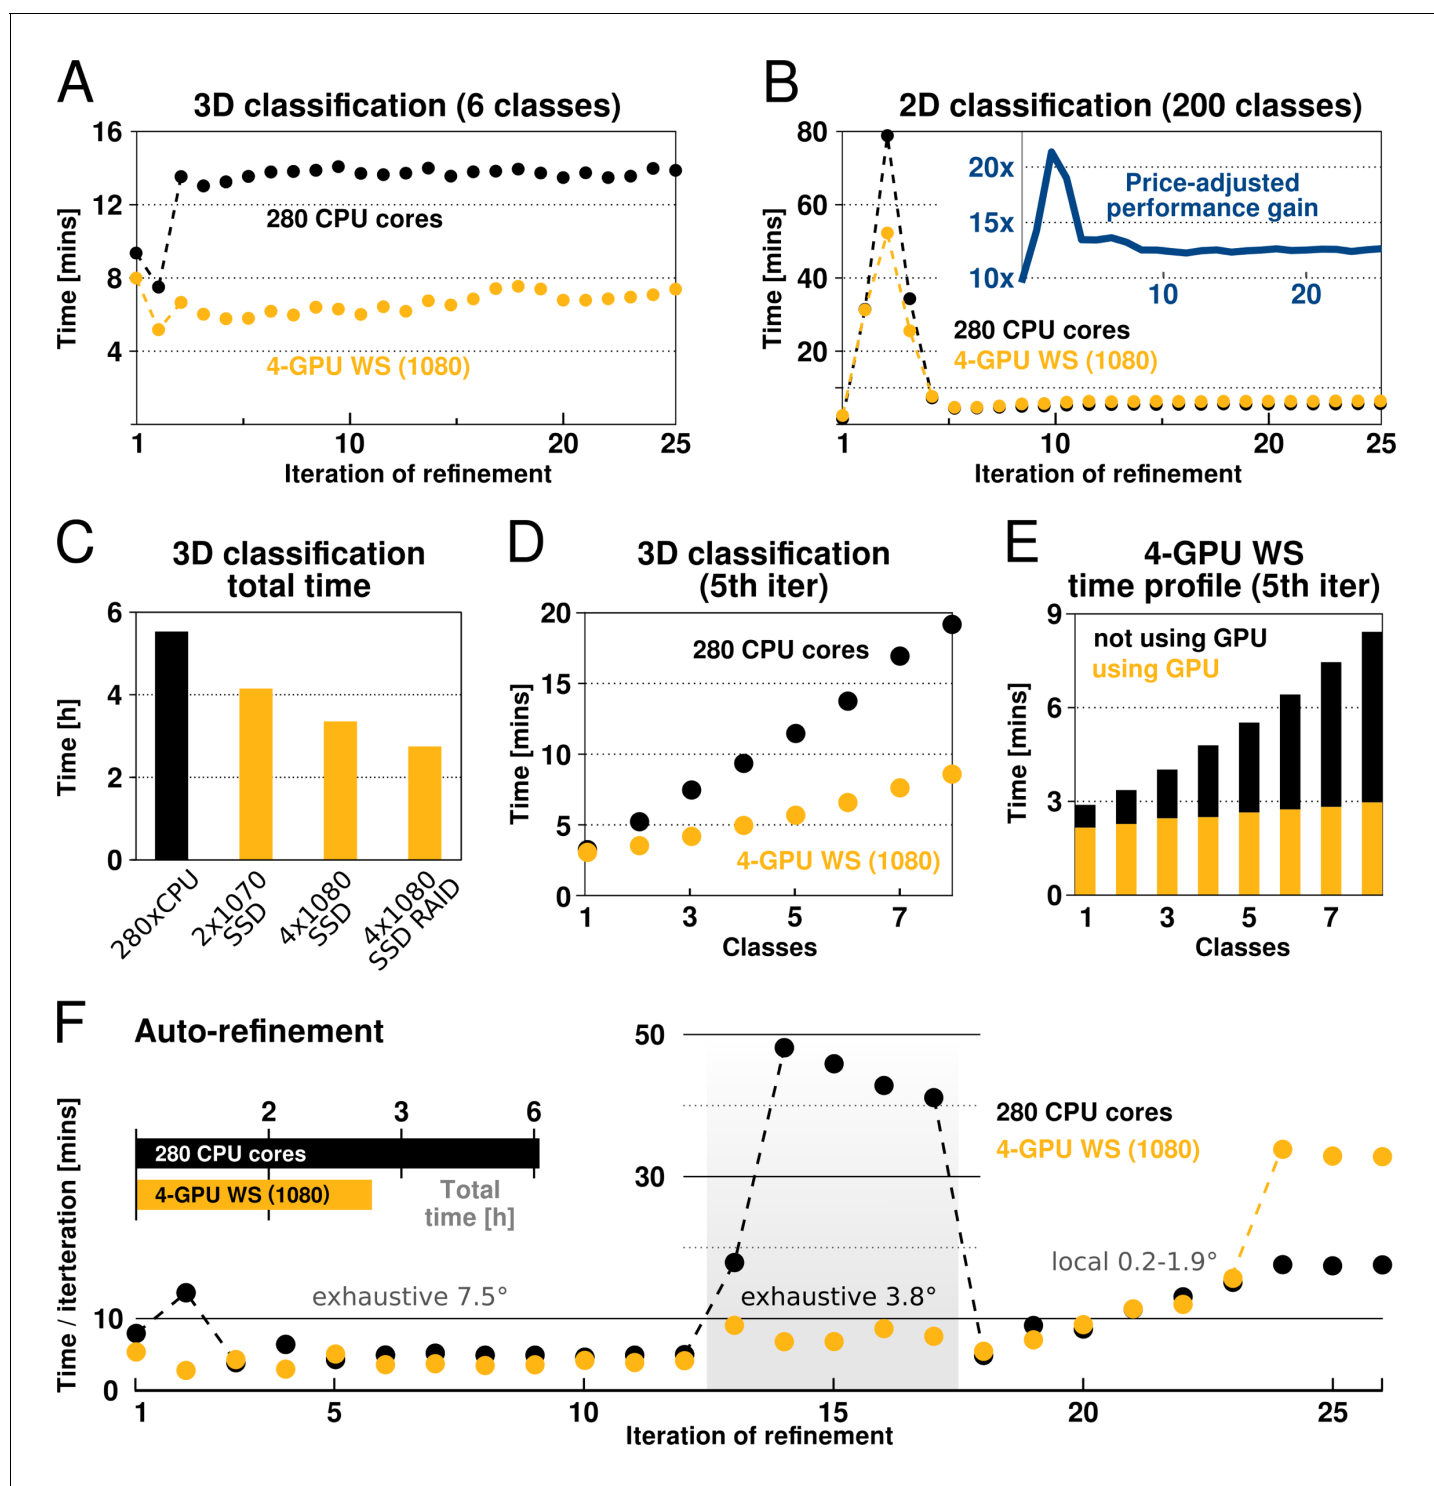 A
3D classification (6 classes)
16
12
8
4
Time [mins]
280 CPU cores
4-GPU WS (1080)
1
10
20
25
Iteration of refinement
B
2D classification (200 classes)
80
60
40
20
Time [mins]
20x
15x
10x
Price-adjusted
performance gain
10
20
280 CPU cores
4-GPU WS (1080)
1
10
20
25
Iteration of refinement
C
3D classification
total time
6
4
2
0
Time [h]
280xCPU
2x1070
SSD
4x1080
SSD
4x1080
SSD RAID
D
3D classification
(5th iter)
20
15
10
5
0
Time [mins]
280 CPU cores
4-GPU WS (1080)
1
3
5
7
Classes
E
4-GPU WS
time profile (5th iter)
9
6
3
0
Time [mins]
not using GPU
using GPU
1
3
5
7
Classes
F
Auto-refinement
Time / iterteration [mins]
2
3
6
280 CPU cores
4-GPU WS (1080)
Total
time [h]
50
30
10
0
280 CPU cores
4-GPU WS (1080)
exhaustive 7.5°
exhaustive 3.8°
local 0.2-1.9°
1
5
10
15
20
25
Iteration of refinement